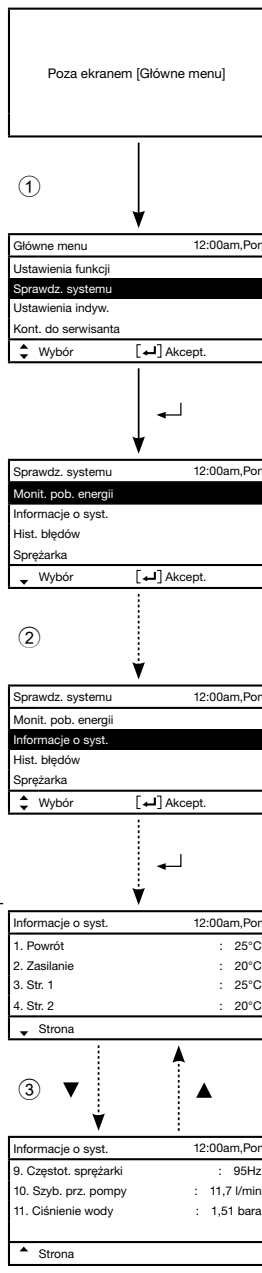 Poza ekranem [Główne menu]
①
Główne menu 12:00am,Pon
Ustawienia funkcji
Sprawdz. systemu
Ustawienia indyw.
Kont. do serwisanta
Wybór [↵] Akcept.
↵
Sprawdz. systemu 12:00am,Pon
Monit. pob. energii
Informacje o syst.
Hist. błędów
Sprężarka
Wybór [↵] Akcept.
②
Sprawdz. systemu 12:00am,Pon
Monit. pob. energii
Informacje o syst.
Hist. błędów
Sprężarka
Wybór [↵] Akcept.
↵
Informacje o syst. 12:00am,Pon
1. Powrót : 25°C
2. Zasilanie : 20°C
3. Str. 1 : 25°C
4. Str. 2 : 20°C
Strona
③ ▼ ▲
Informacje o syst. 12:00am,Pon
9. Częstot. sprężarki : 95Hz
10. Szyb. prz. pompy : 11,7 l/min
11. Ciśnienie wody : 1,51 bara
Strona